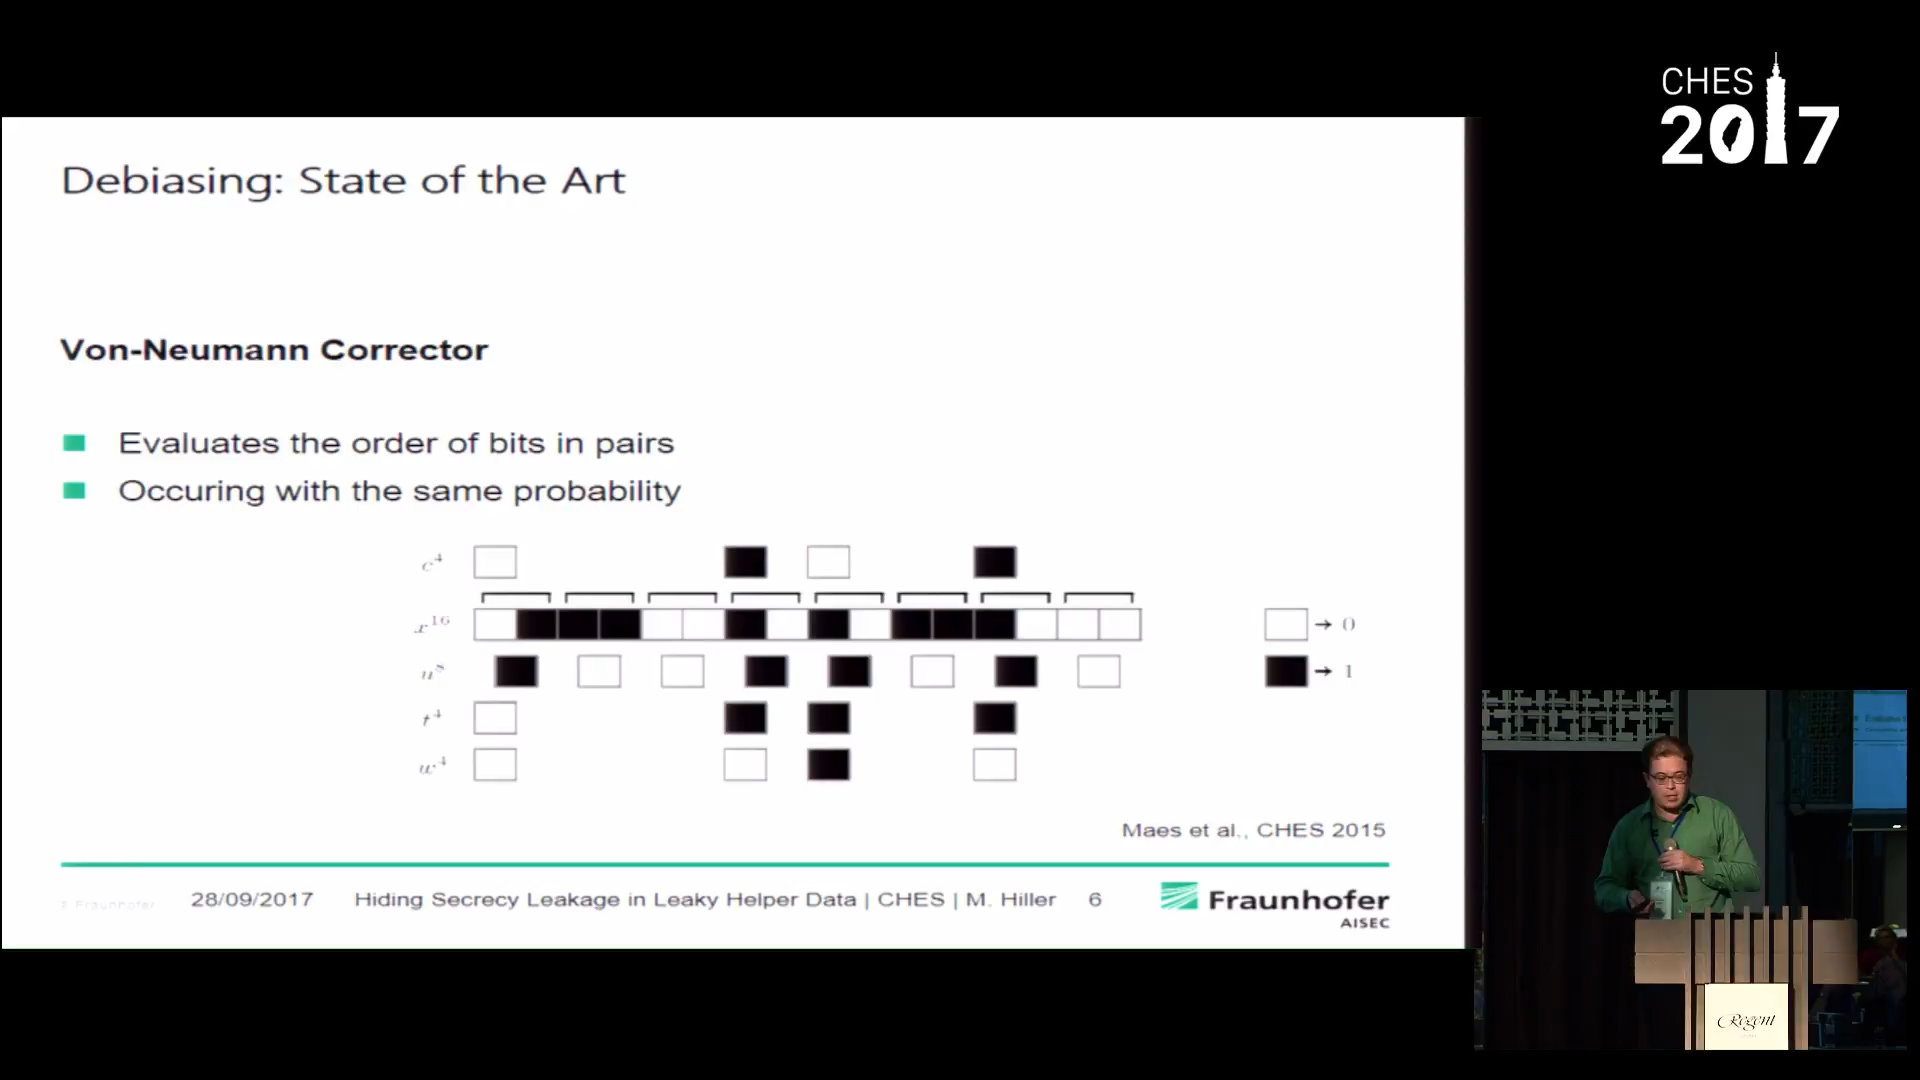 CHES
2017
Debiasing: State of the Art
Von-Neumann Corrector
Evaluates the order of bits in pairs
Occuring with the same probability
c⁴
x¹⁶
→ 0
u⁸
→ 1
t⁴
w⁴
Maes et al., CHES 2015
© Fraunhofer
28/09/2017 Hiding Secrecy Leakage in Leaky Helper Data | CHES | M. Hiller 6
Fraunhofer
AISEC
Regent